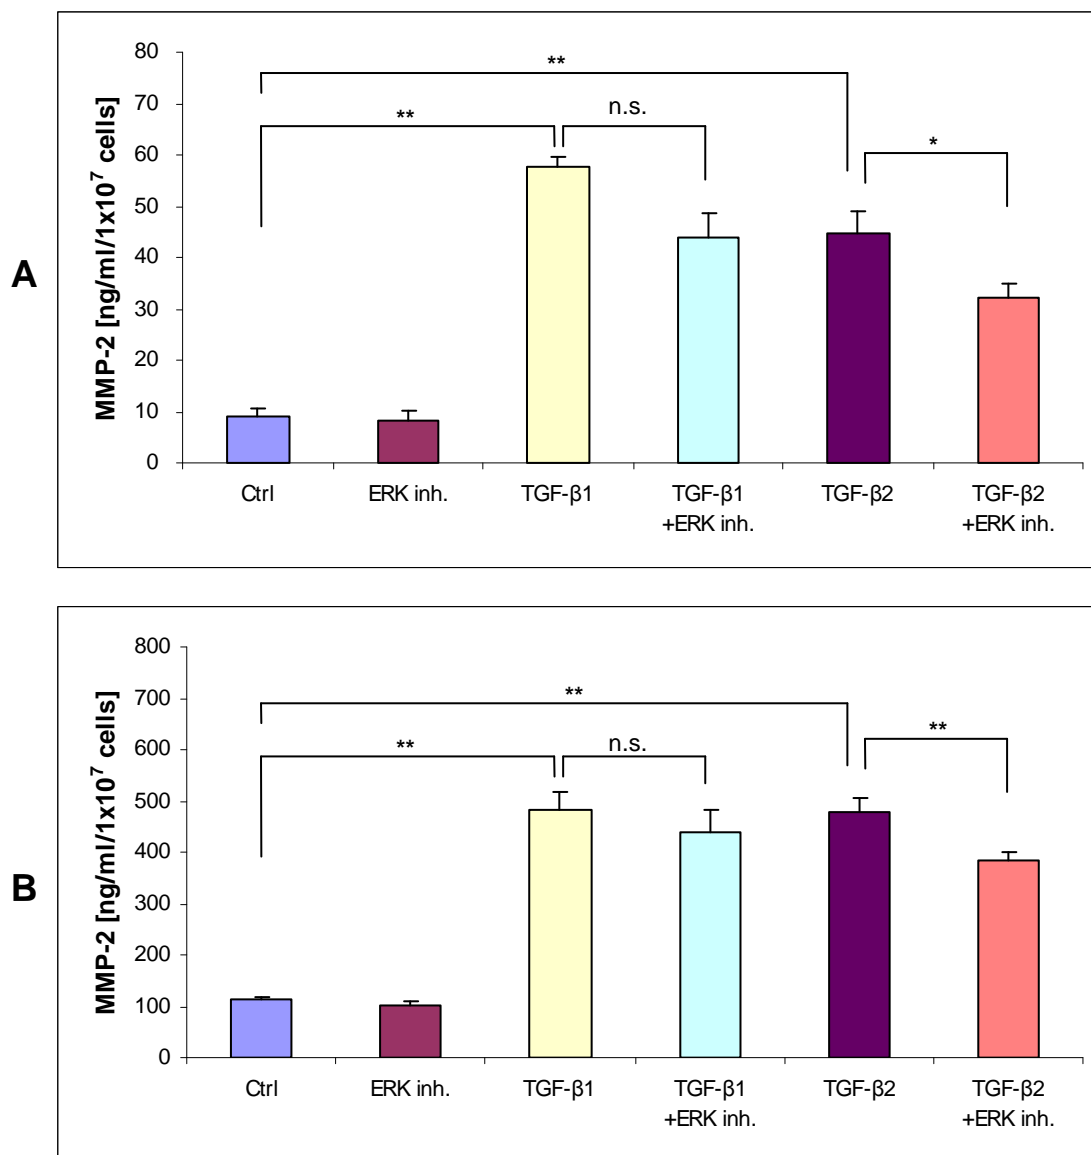 A
MMP-2 [ng/ml/1x10⁷ cells]
80
70
60
50
40
30
20
10
0
**
**
n.s.
*
Ctrl
ERK inh.
TGF-β1
TGF-β1
+ERK inh.
TGF-β2
TGF-β2
+ERK inh.
B
MMP-2 [ng/ml/1x10⁷ cells]
800
700
600
500
400
300
200
100
0
**
**
n.s.
**
Ctrl
ERK inh.
TGF-β1
TGF-β1
+ERK inh.
TGF-β2
TGF-β2
+ERK inh.